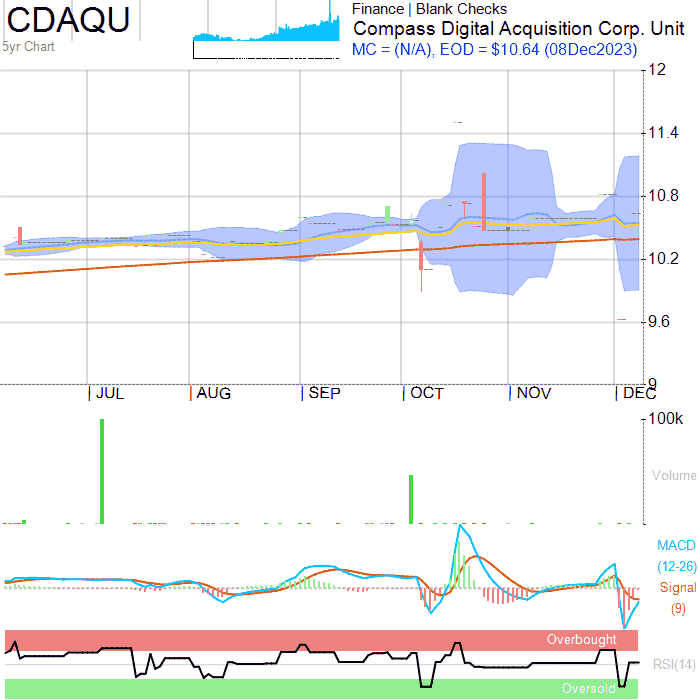 CDAQU
5yr Chart
Finance | Blank Checks
Compass Digital Acquisition Corp. Unit
MC = (N/A), EOD = $10.64 (08Dec2023)
12
11.4
10.8
10.2
9.6
9
JUL AUG SEP OCT NOV DEC
100k
Volume
MACD
(12-26)
Signal
(9)
Overbought
RSI(14)
Oversold